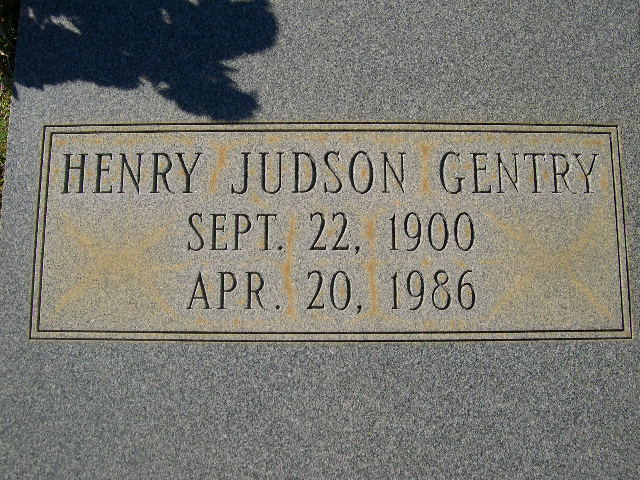 HENRY JUDSON GENTRY
SEPT. 22, 1900
APR. 20, 1986